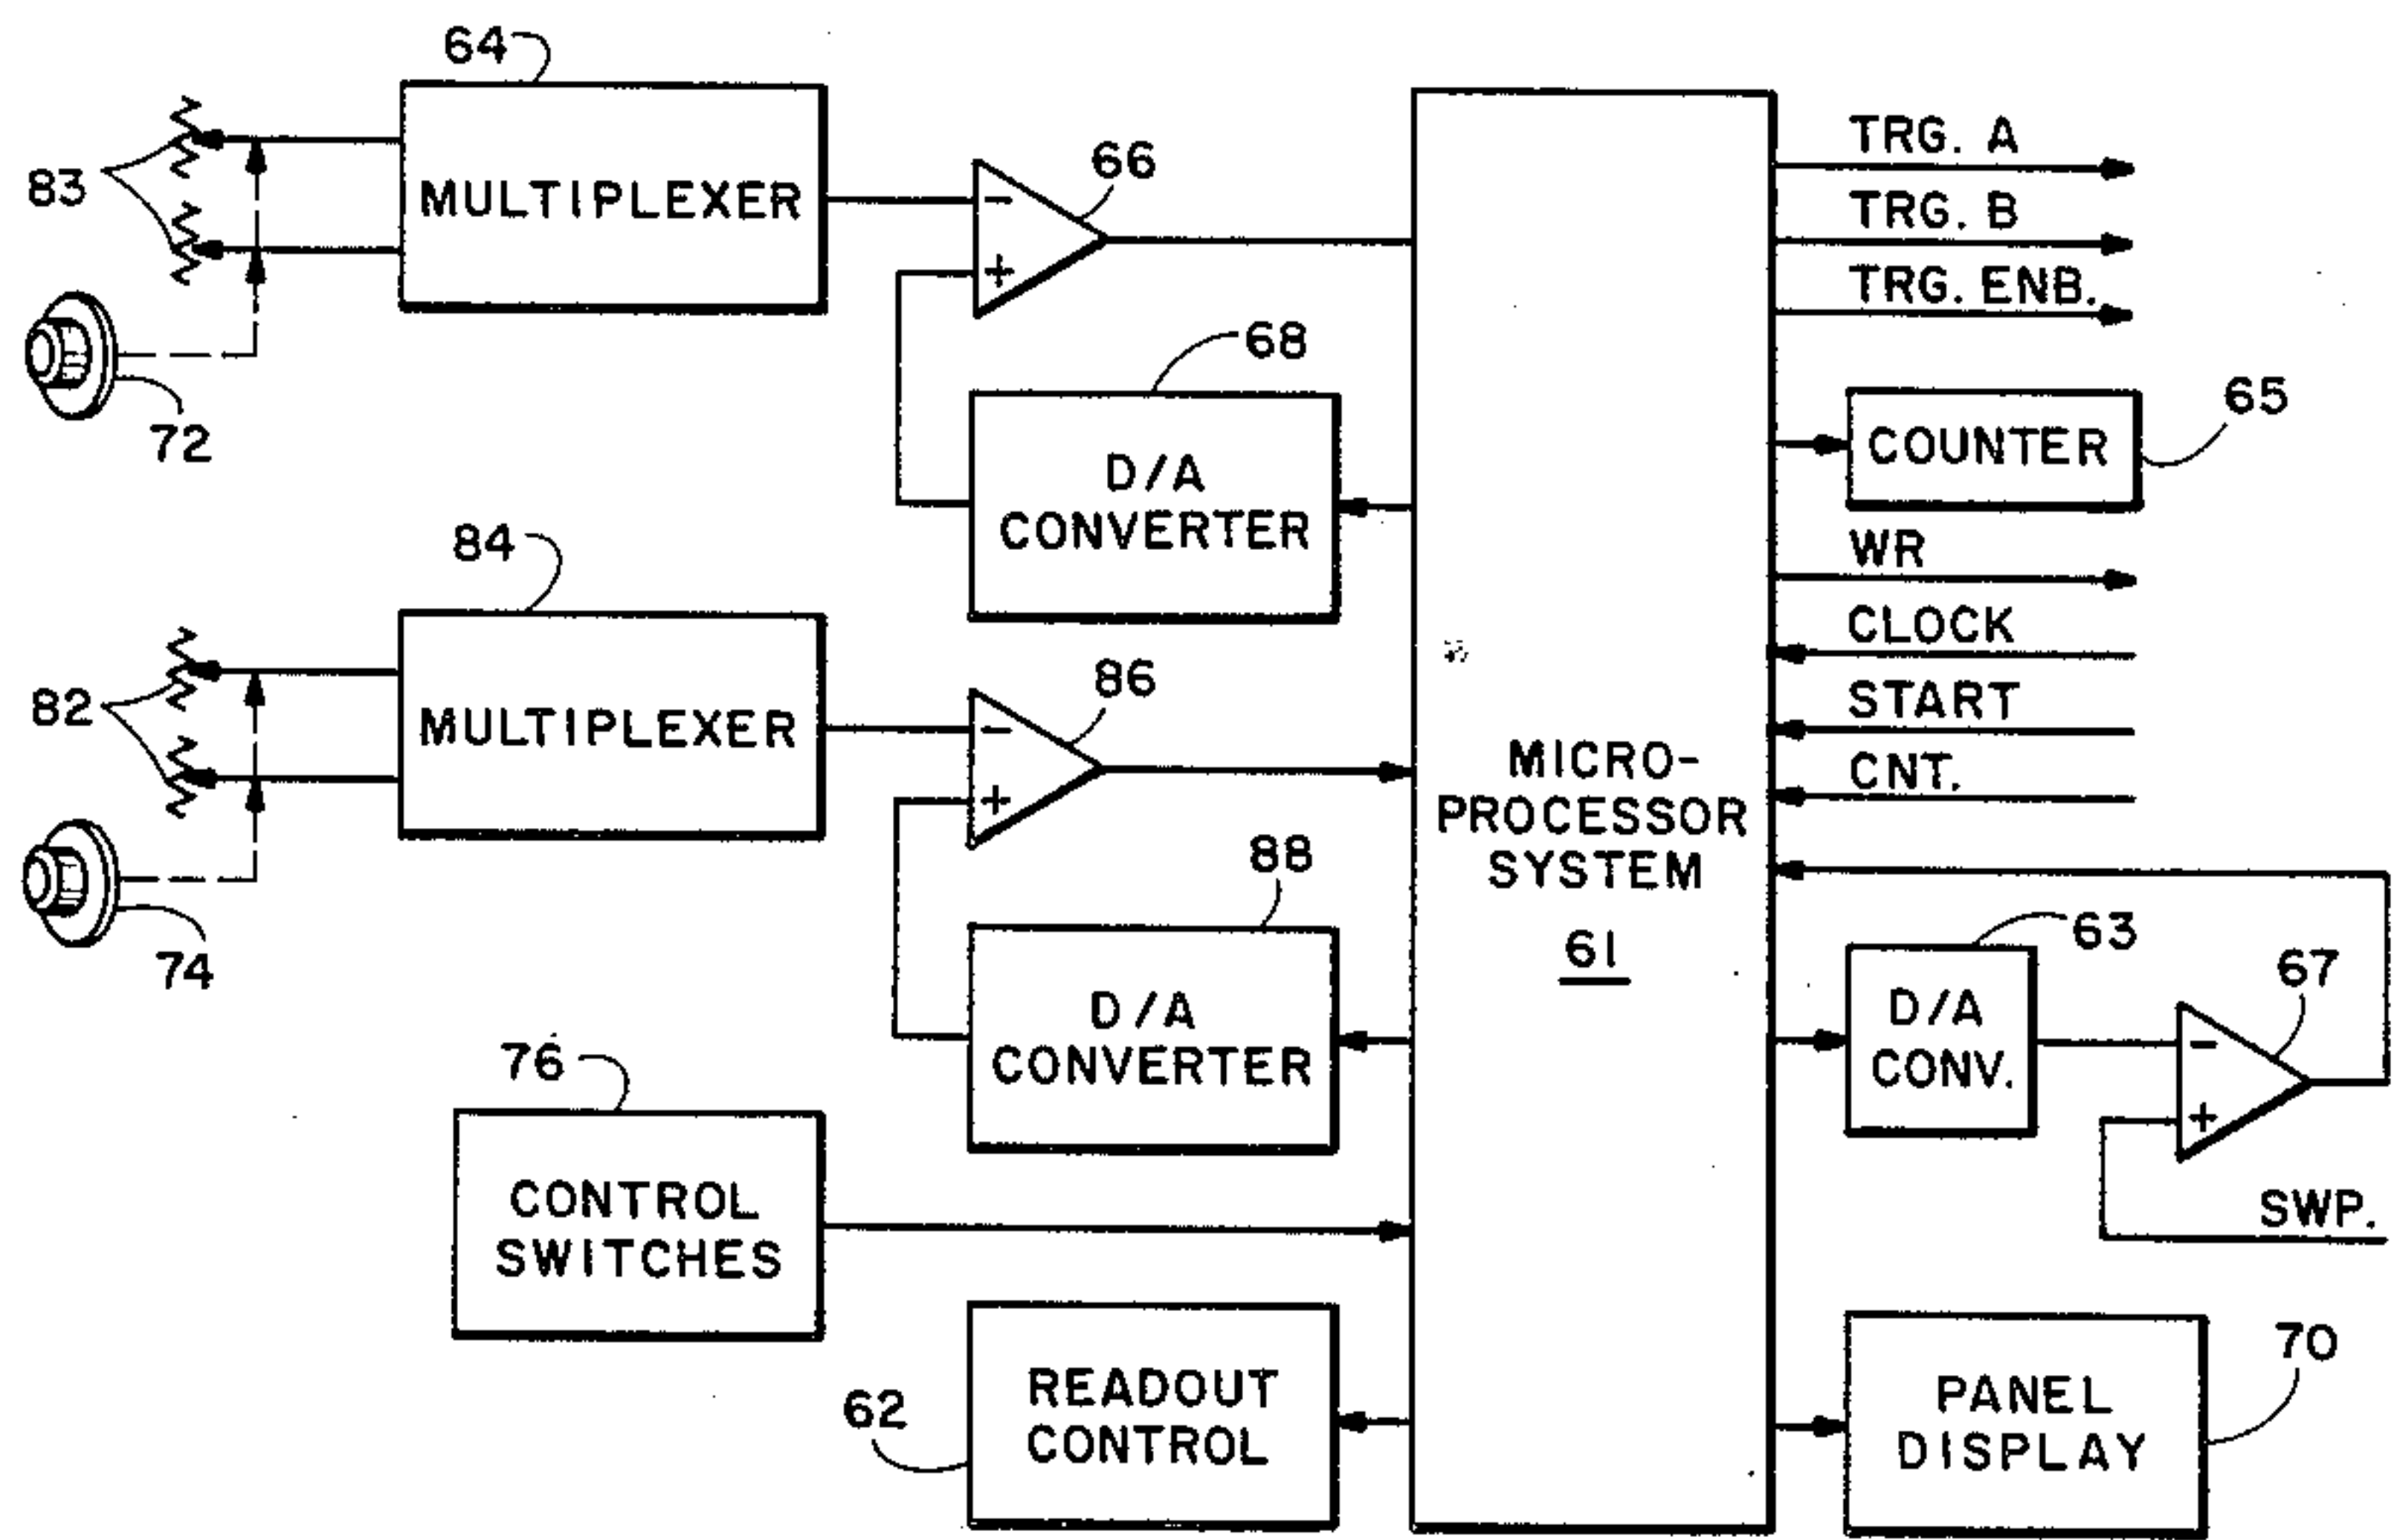 64
83
MULTIPLEXER
-
+
66
72
68
D/A
CONVERTER
84
82
MULTIPLEXER
-
+
86
74
88
D/A
CONVERTER
76
CONTROL
SWITCHES
62
READOUT
CONTROL
MICRO-
PROCESSOR
SYSTEM
61
TRG. A
TRG. B
TRG. ENB.
65
COUNTER
WR
CLOCK
START
CNT.
63
D/A
CONV.
67
-
+
SWP.
70
PANEL
DISPLAY